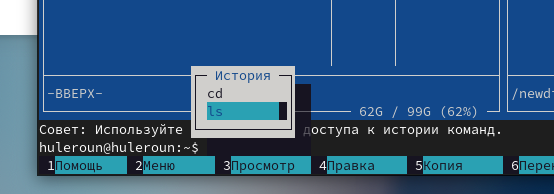 История
cd
ls
-ВВЕРХ-
/newd
62G / 99G (62%)
Совет: Используйте доступа к истории команд.
huleroun@huleroun:~$
1Помощь 2Меню 3Просмотр 4Правка 5Копия 6Перен